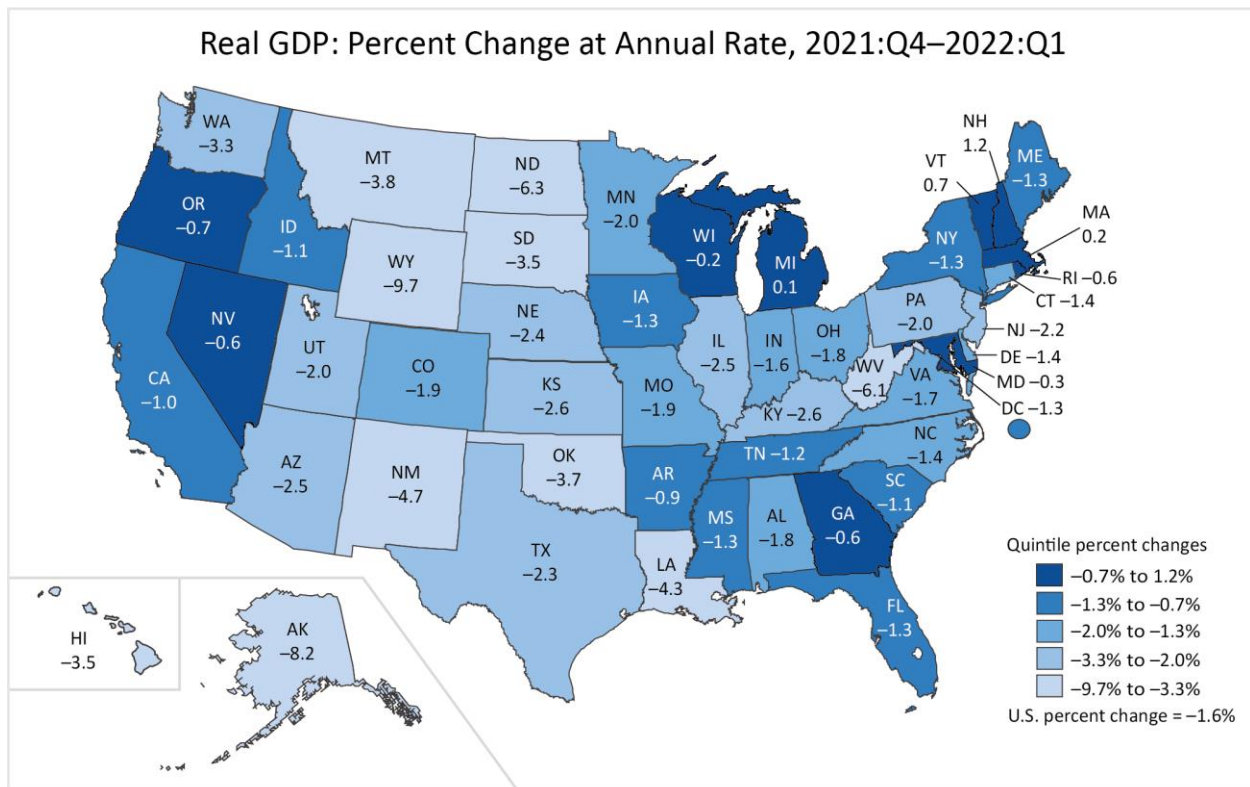 Real GDP: Percent Change at Annual Rate, 2021:Q4–2022:Q1
WA
–3.3
MT
–3.8
ND
–6.3
MN
–2.0
NH
1.2
VT
0.7
ME
–1.3
OR
–0.7
ID
–1.1
SD
–3.5
WI
–0.2
MI
0.1
NY
–1.3
MA
0.2
RI –0.6
CT –1.4
WY
–9.7
IA
–1.3
NE
–2.4
PA
–2.0
NJ –2.2
NV
–0.6
UT
–2.0
CO
–1.9
IL
–2.5
IN
–1.6
OH
–1.8
DE –1.4
MD –0.3
DC –1.3
CA
–1.0
KS
–2.6
MO
–1.9
WV
–6.1
VA
–1.7
KY –2.6
NC
–1.4
AZ
–2.5
NM
–4.7
OK
–3.7
TN –1.2
AR
–0.9
SC
–1.1
MS
–1.3
AL
–1.8
GA
–0.6
TX
–2.3
LA
–4.3
FL
–1.3
HI
–3.5
AK
–8.2
Quintile percent changes
–0.7% to 1.2%
–1.3% to –0.7%
–2.0% to –1.3%
–3.3% to –2.0%
–9.7% to –3.3%
U.S. percent change = –1.6%